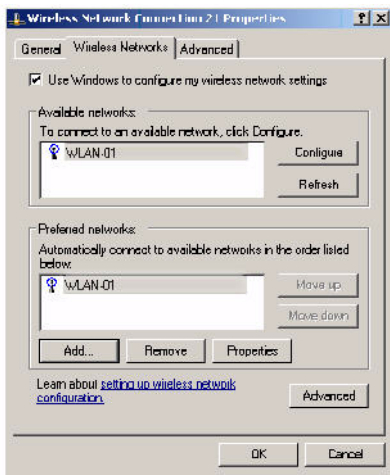 Wireless Network Connection 21 Properties
? X
General Wireless Networks Advanced
Use Windows to configure my wireless network settings
Available networks:
To connect to an available network, click Configure.
WLAN-01
Configure
Refresh
Preferred networks:
Automatically connect to available networks in the order listed
below:
WLAN-01
Move up
Move down
Add... Remove Properties
Learn about setting up wireless network
configuration.
Advanced
OK Cancel